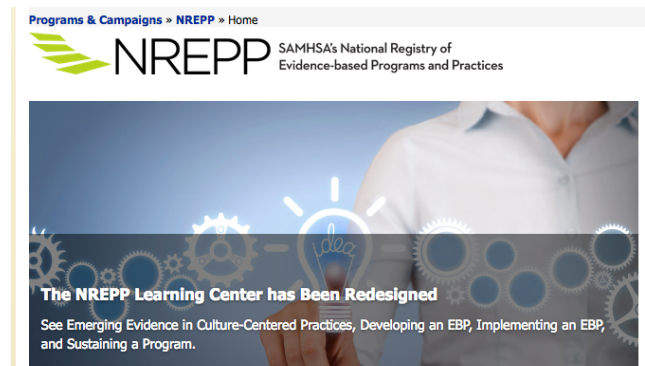 Programs & Campaigns » NREPP » Home
NREPP SAMHSA's National Registry of
Evidence-based Programs and Practices
idea
The NREPP Learning Center has Been Redesigned
See Emerging Evidence in Culture-Centered Practices, Developing an EBP, Implementing an EBP,
and Sustaining a Program.